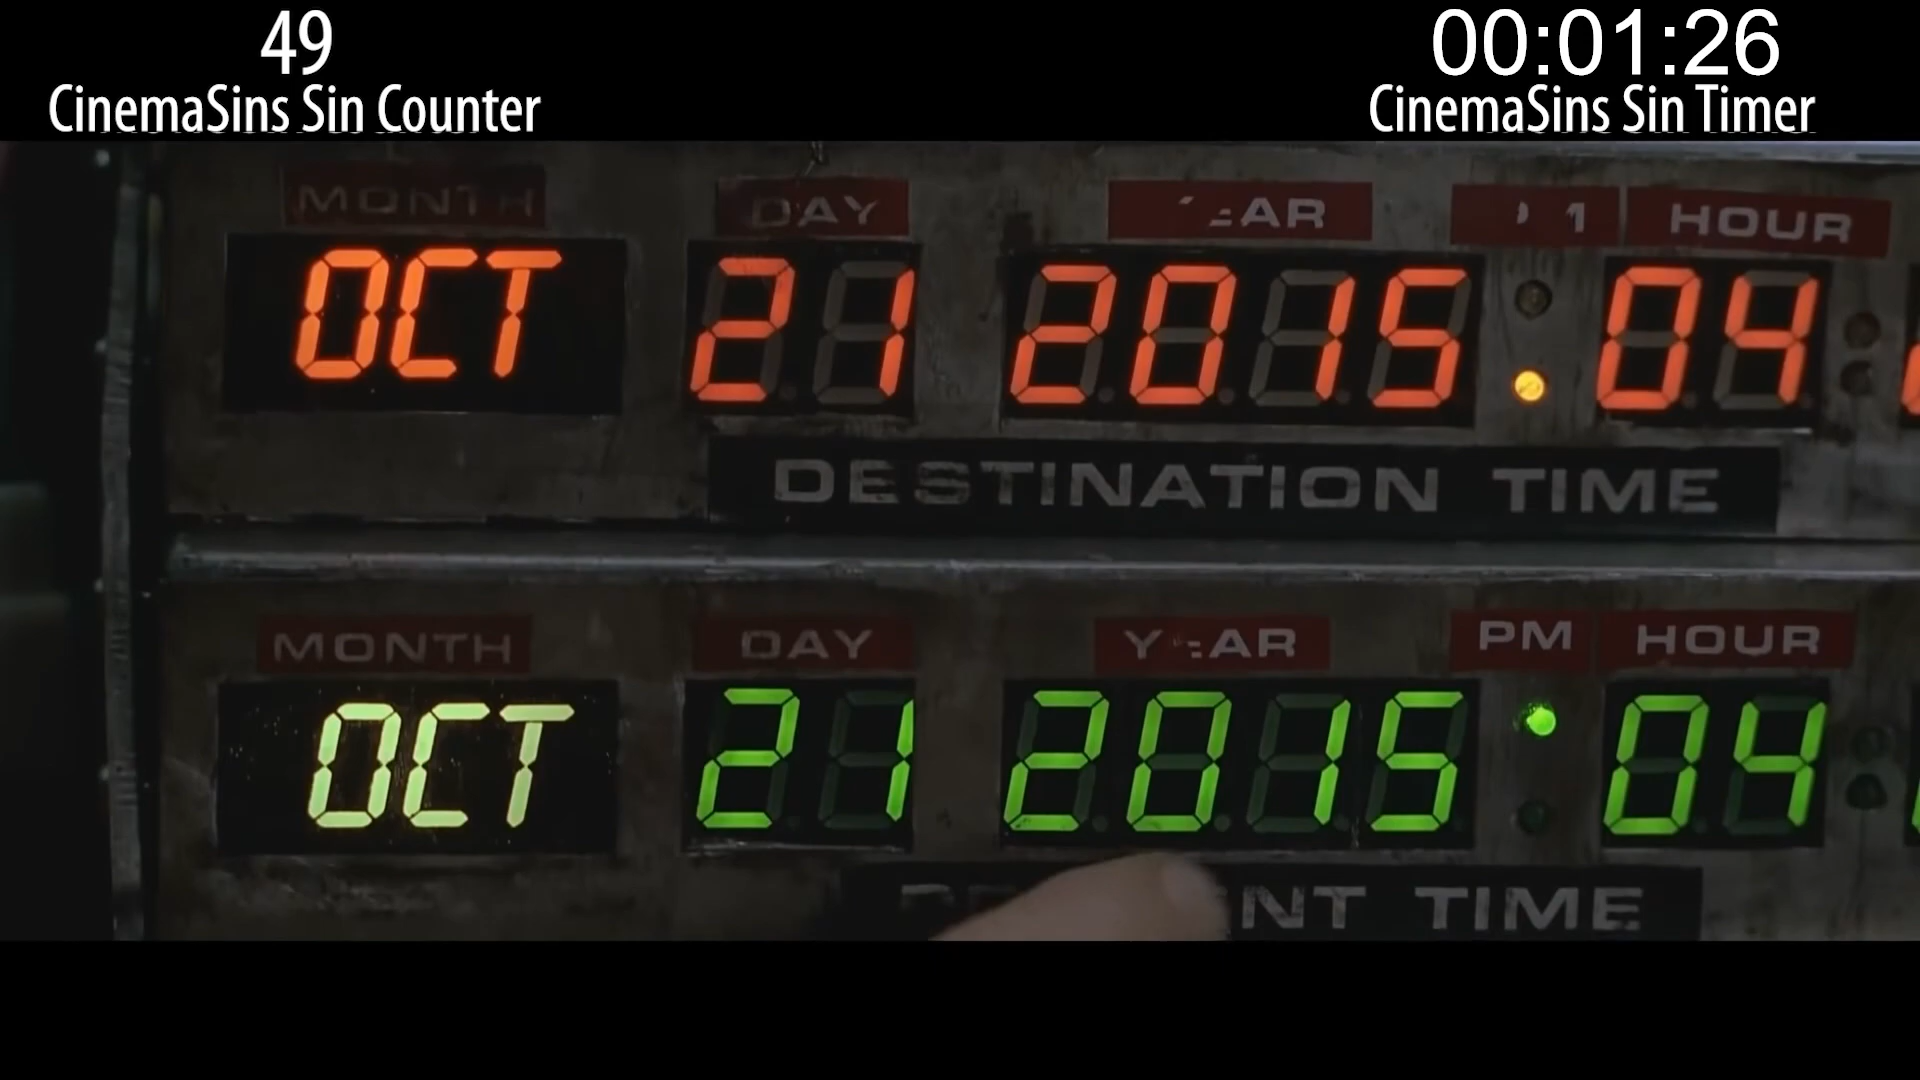 49
CinemaSins Sin Counter
00:01:26
CinemaSins Sin Timer
MONTH DAY HOUR
OCT 21 2015 04
DESTINATION TIME
MONTH DAY PM HOUR
OCT 21 2015 04
TIME